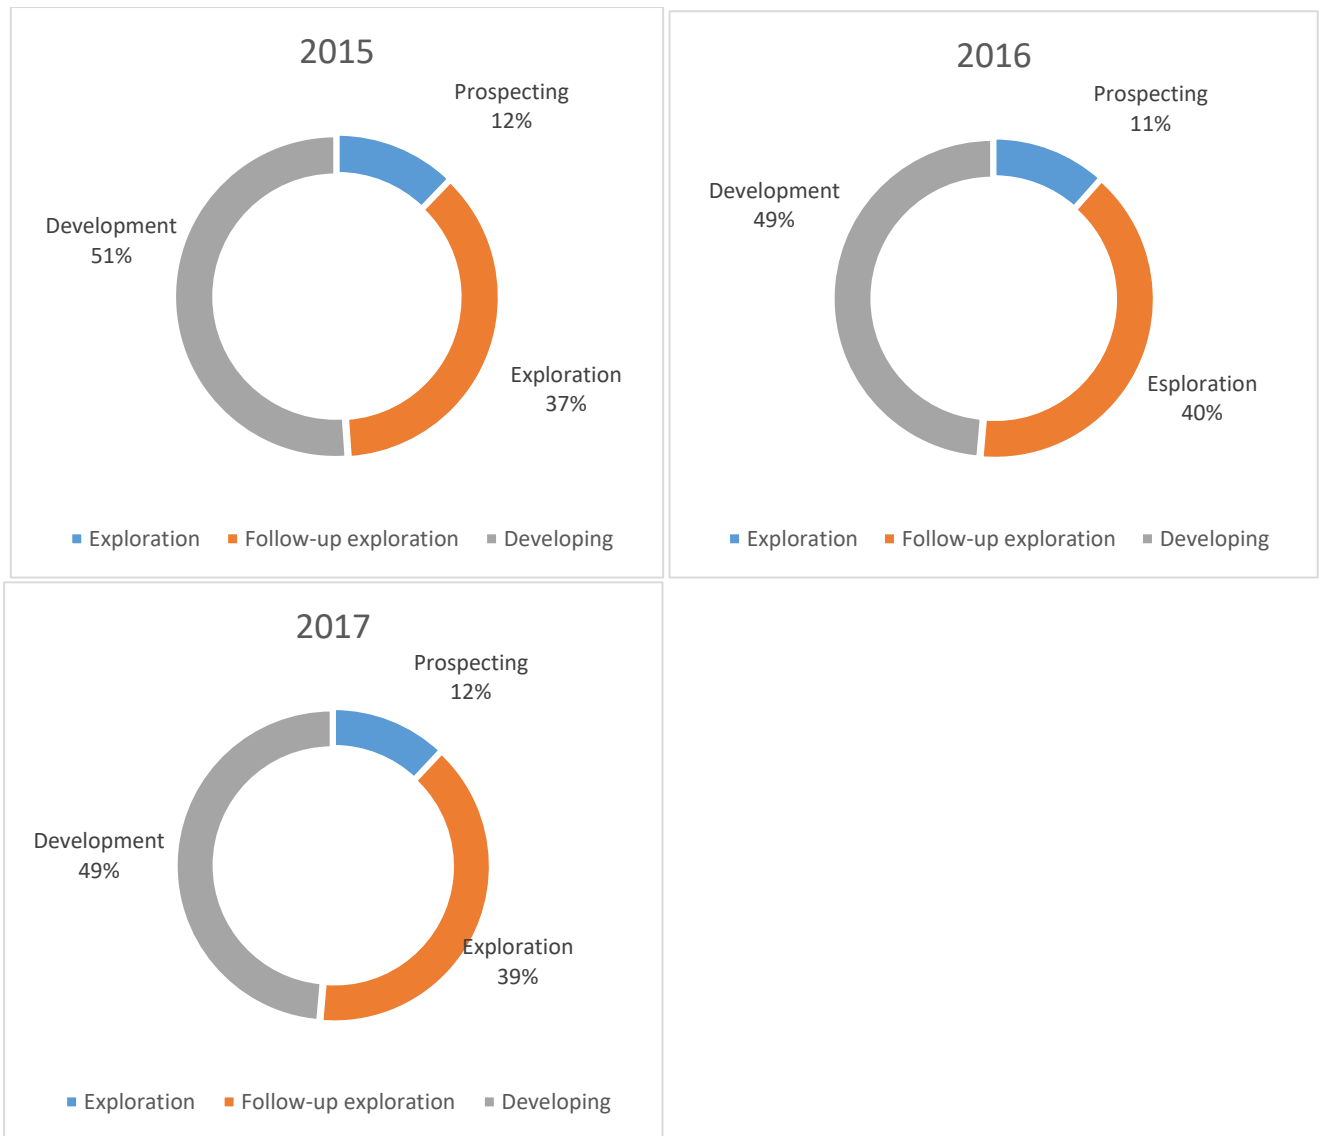 2015
Prospecting
12%
Development
51%
Exploration
37%
Exploration Follow-up exploration Developing
2016
Prospecting
11%
Development
49%
Esploration
40%
Exploration Follow-up exploration Developing
2017
Prospecting
12%
Development
49%
Exploration
39%
Exploration Follow-up exploration Developing